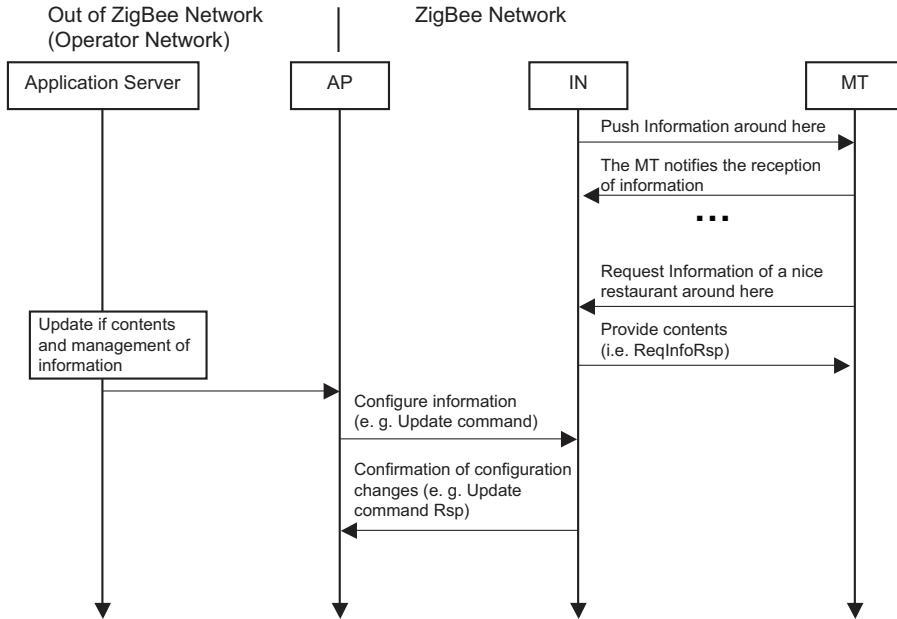 Out of ZigBee Network
(Operator Network)
ZigBee Network
Application Server
AP
IN
MT
Push Information around here
The MT notifies the reception
of information
...
Request Information of a nice
restaurant around here
Update if contents
and management of
information
Provide contents
(i.e. ReqInfoRsp)
Configure information
(e. g. Update command)
Confirmation of configuration
changes (e. g. Update
command Rsp)